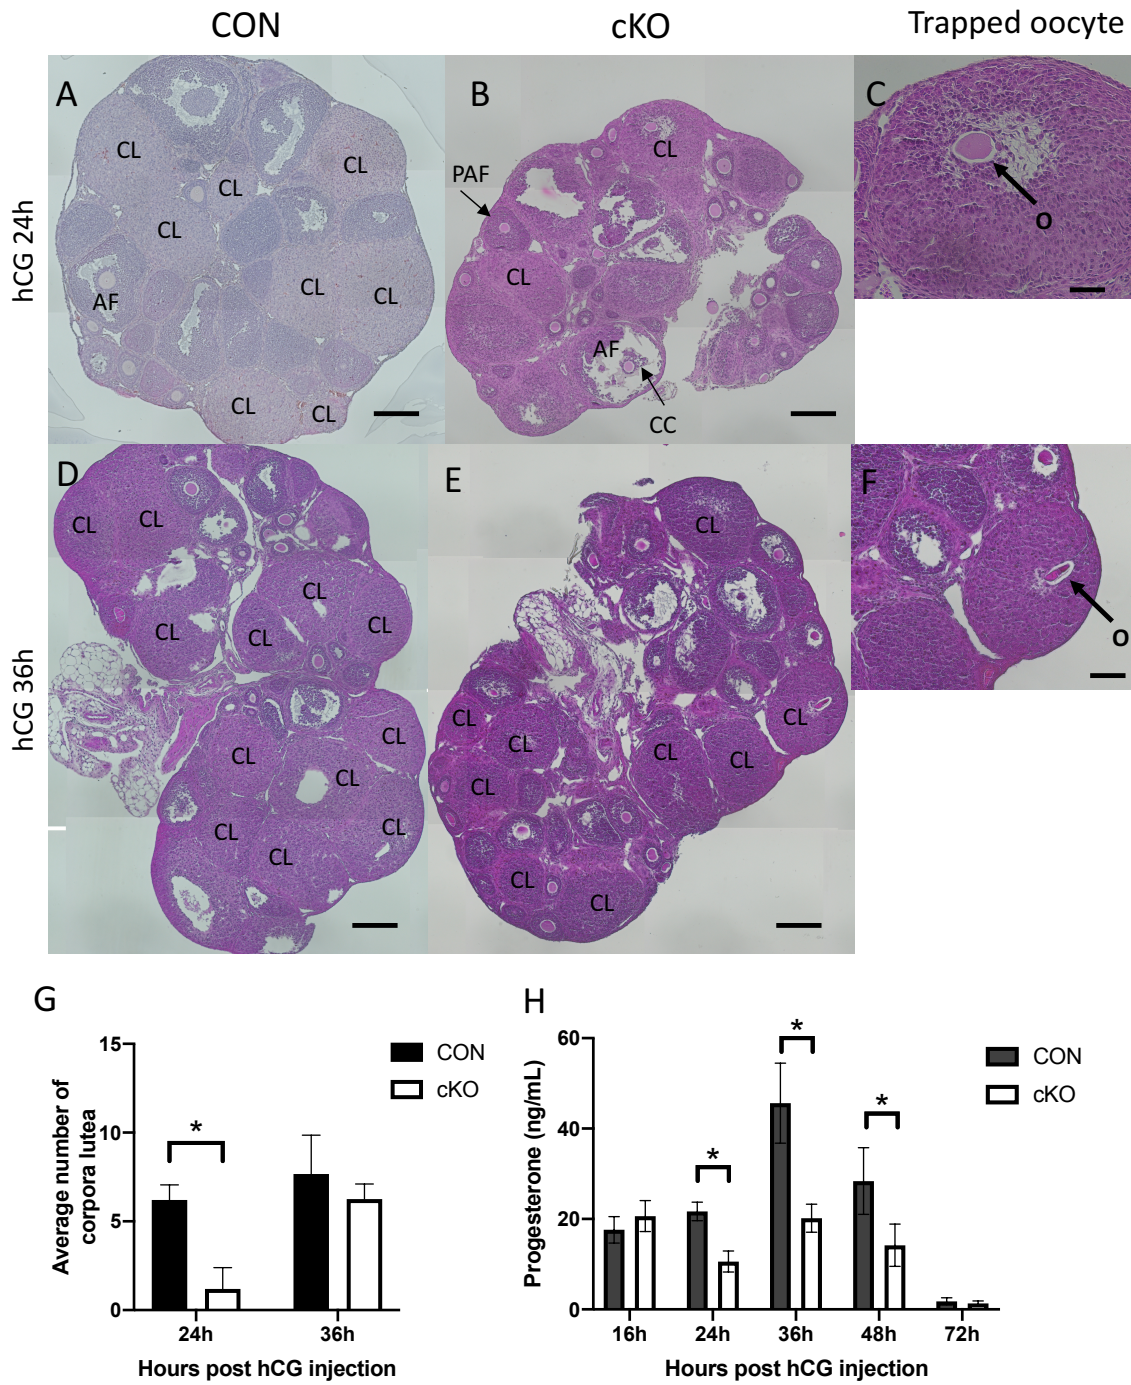 CON
cKO
Trapped oocyte
hCG 24h
A
CL
CL
CL
CL
CL
CL
AF
CL
CL
B
CL
PAF
CL
AF
CC
C
O
hCG 36h
D
CL
CL
CL
CL
CL
CL
CL
CL
CL
CL
CL
CL
E
CL
CL
CL
CL
CL
CL
CL
CL
CL
F
O
G
15
10
5
0
Average number of
corpora lutea
*
CON
cKO
24h
36h
Hours post hCG injection
H
60
40
20
0
Progesterone (ng/mL)
*
*
*
CON
cKO
16h
24h
36h
48h
72h
Hours post hCG injection